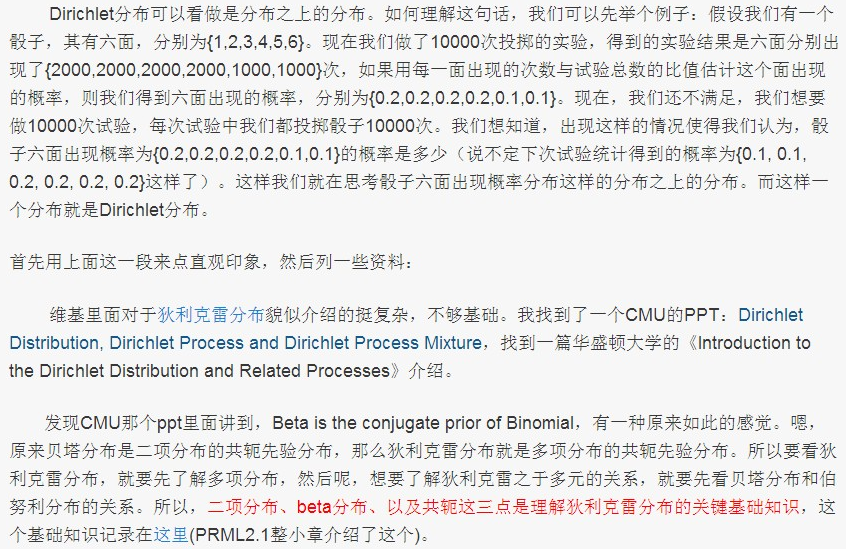 Dirichlet分布可以看做是分布之上的分布。如何理解这句话，我们可以先举个例子：假设我们有一个
骰子，其有六面，分别为{1,2,3,4,5,6}。现在我们做了10000次投掷的实验，得到的实验结果是六面分别出
现了{2000,2000,2000,2000,1000,1000}次，如果用每一面出现的次数与试验总数的比值估计这个面出现
的概率，则我们得到六面出现的概率，分别为{0.2,0.2,0.2,0.2,0.1,0.1}。现在，我们还不满足，我们想要
做10000次试验，每次试验中我们都投掷骰子10000次。我们想知道，出现这样的情况使得我们认为，骰
子六面出现概率为{0.2,0.2,0.2,0.2,0.1,0.1}的概率是多少（说不定下次试验统计得到的概率为{0.1, 0.1,
0.2, 0.2, 0.2, 0.2}这样了）。这样我们就在思考骰子六面出现概率分布这样的分布之上的分布。而这样一
个分布就是Dirichlet分布。
首先用上面这一段来点直观印象，然后列一些资料：
维基里面对于狄利克雷分布貌似介绍的挺复杂，不够基础。我找到了一个CMU的PPT：Dirichlet
Distribution, Dirichlet Process and Dirichlet Process Mixture，找到一篇华盛顿大学的《Introduction to
the Dirichlet Distribution and Related Processes》介绍。
发现CMU那个ppt里面讲到，Beta is the conjugate prior of Binomial，有一种原来如此的感觉。嗯，
原来贝塔分布是二项分布的共轭先验分布，那么狄利克雷分布就是多项分布的共轭先验分布。所以要看狄
利克雷分布，就要先了解多项分布，然后呢，想要了解狄利克雷之于多元的关系，就要先看贝塔分布和伯
努利分布的关系。所以，二项分布、beta分布、以及共轭这三点是理解狄利克雷分布的关键基础知识，这
个基础知识记录在这里(PRML2.1整小章介绍了这个)。